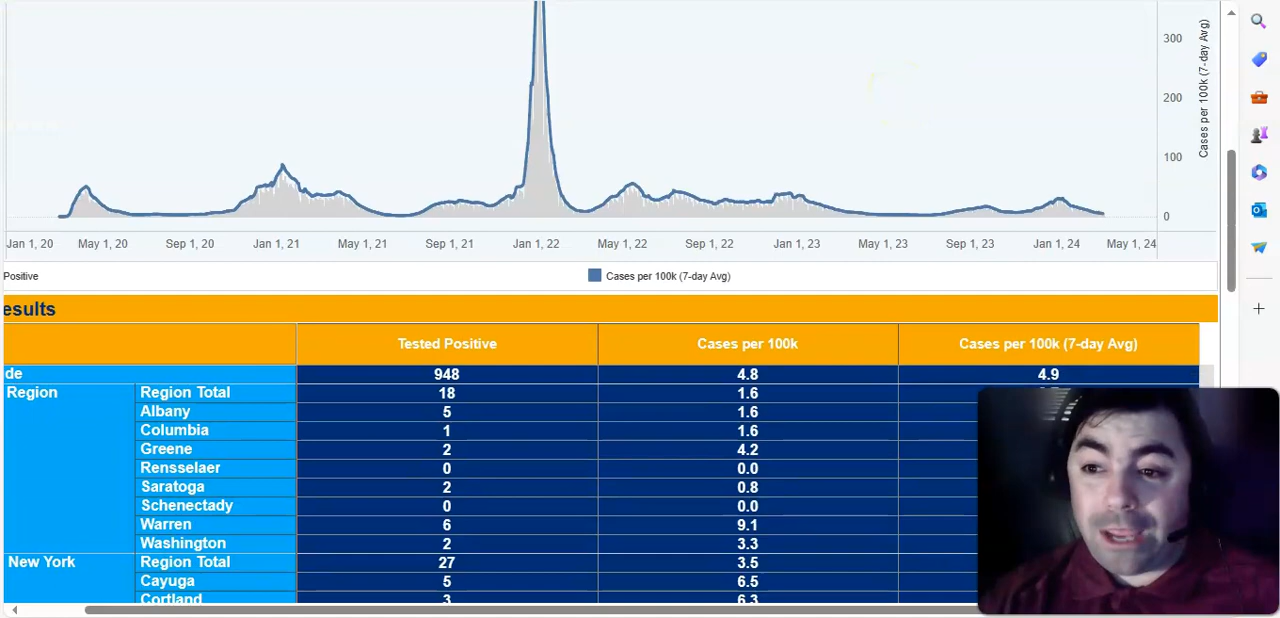 300
200
100
0
Cases per 100k (7-day Avg)
Jan 1, 20 May 1, 20 Sep 1, 20 Jan 1, 21 May 1, 21 Sep 1, 21 Jan 1, 22 May 1, 22 Sep 1, 22 Jan 1, 23 May 1, 23 Sep 1, 23 Jan 1, 24 May 1, 24
Positive Cases per 100k (7-day Avg)
esults
Tested Positive Cases per 100k Cases per 100k (7-day Avg)
de 948 4.8 4.9
Region Region Total 18 1.6
Albany 5 1.6
Columbia 1 1.6
Greene 2 4.2
Rensselaer 0 0.0
Saratoga 2 0.8
Schenectady 0 0.0
Warren 6 9.1
Washington 2 3.3
New York Region Total 27 3.5
Cayuga 5 6.5
Cortland 3 6.3